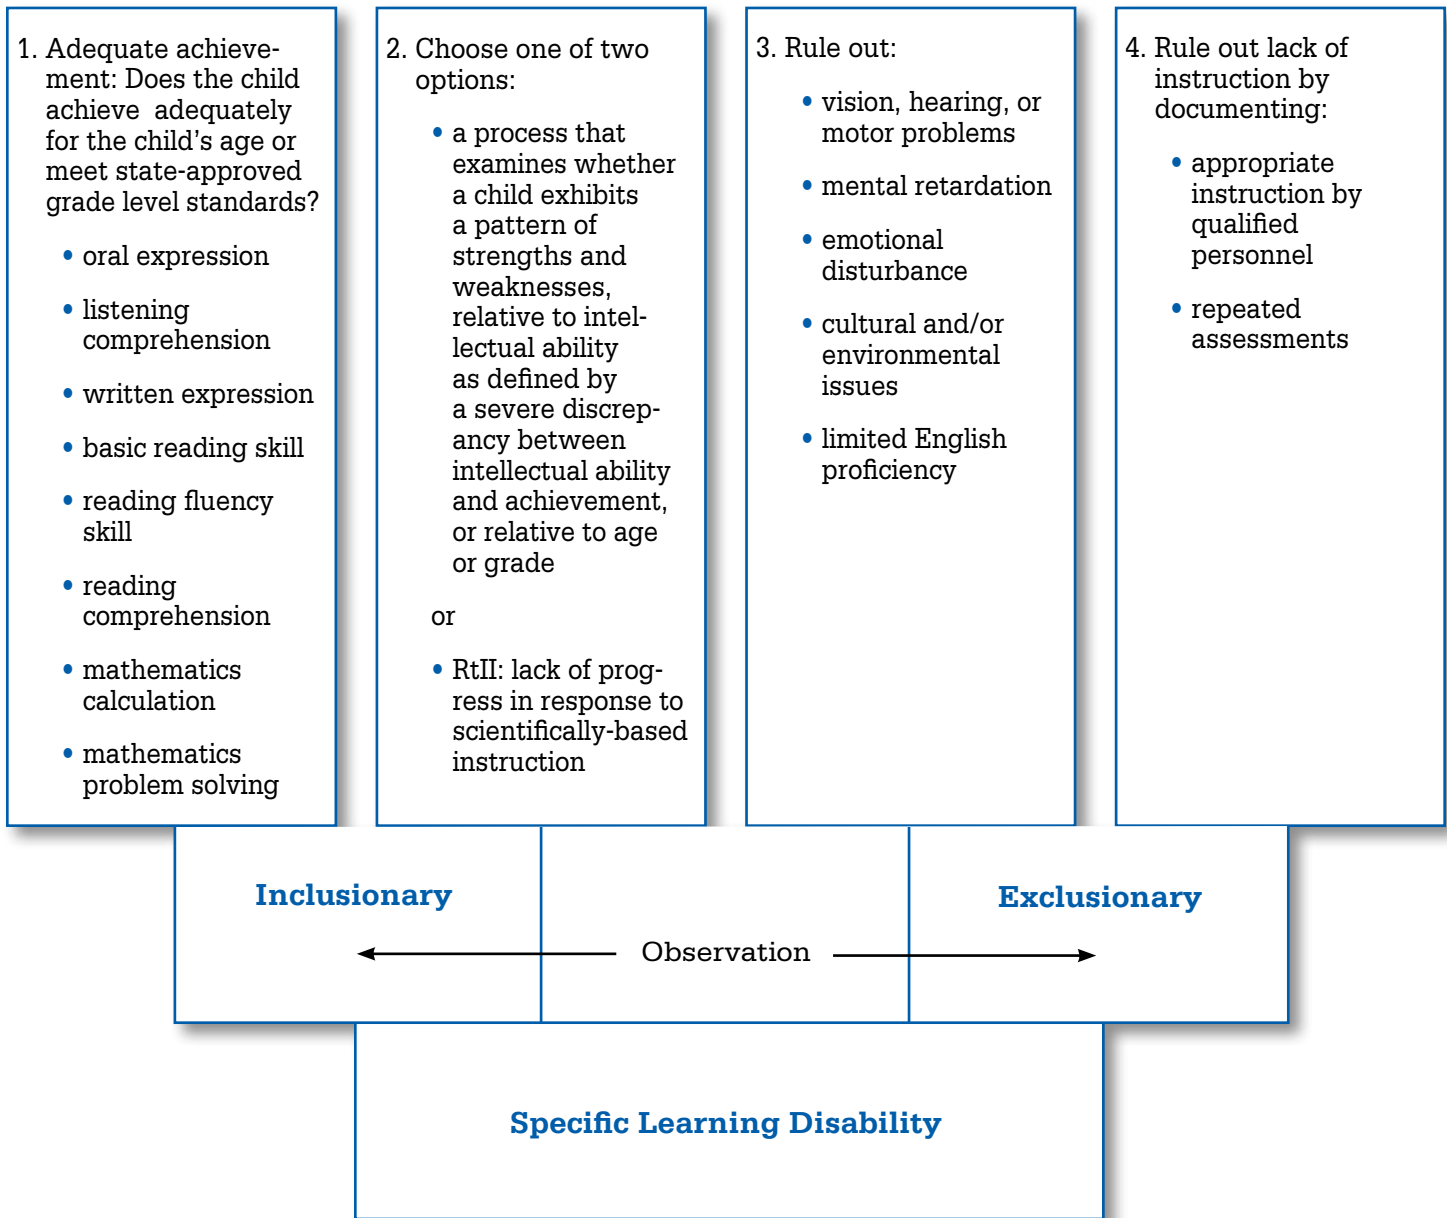 1. Adequate achieve-
ment: Does the child
achieve adequately
for the child's age or
meet state-approved
grade level standards?
• oral expression
• listening
comprehension
• written expression
• basic reading skill
• reading fluency
skill
• reading
comprehension
• mathematics
calculation
• mathematics
problem solving
2. Choose one of two
options:
• a process that
examines whether
a child exhibits
a pattern of
strengths and
weaknesses,
relative to intel-
lectual ability
as defined by
a severe discrep-
ancy between
intellectual ability
and achievement,
or relative to age
or grade
or
• RtII: lack of prog-
ress in response to
scientifically-based
instruction
3. Rule out:
• vision, hearing, or
motor problems
• mental retardation
• emotional
disturbance
• cultural and/or
environmental
issues
• limited English
proficiency
4. Rule out lack of
instruction by
documenting:
• appropriate
instruction by
qualified
personnel
• repeated
assessments
Inclusionary
Exclusionary
Observation
Specific Learning Disability